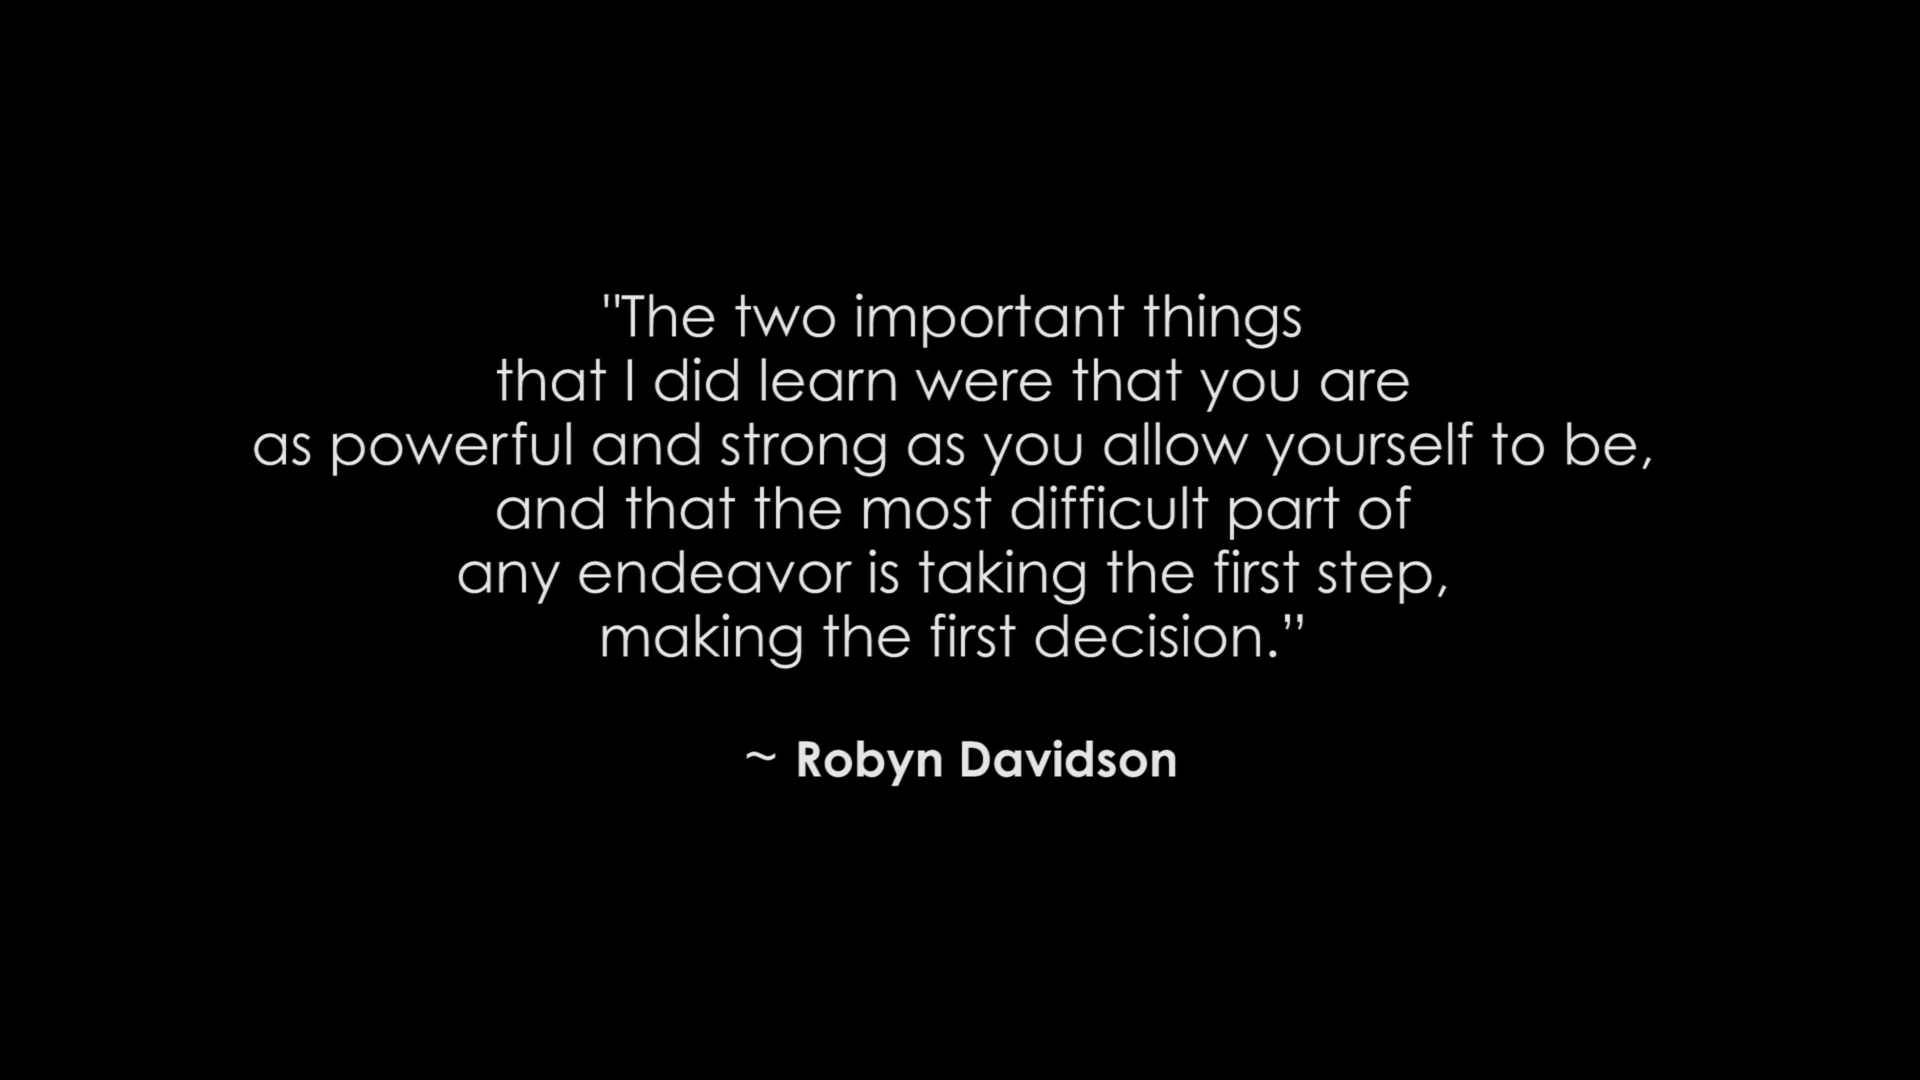 "The two important things
that I did learn were that you are
as powerful and strong as you allow yourself to be,
and that the most difficult part of
any endeavor is taking the first step,
making the first decision.”
~ Robyn Davidson